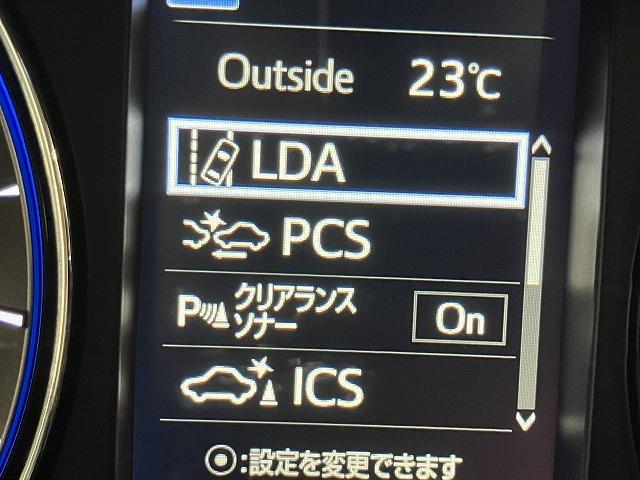 Outside 23℃
LDA
PCS
P クリアランス
ソナー On
ICS
◉:設定を変更できます